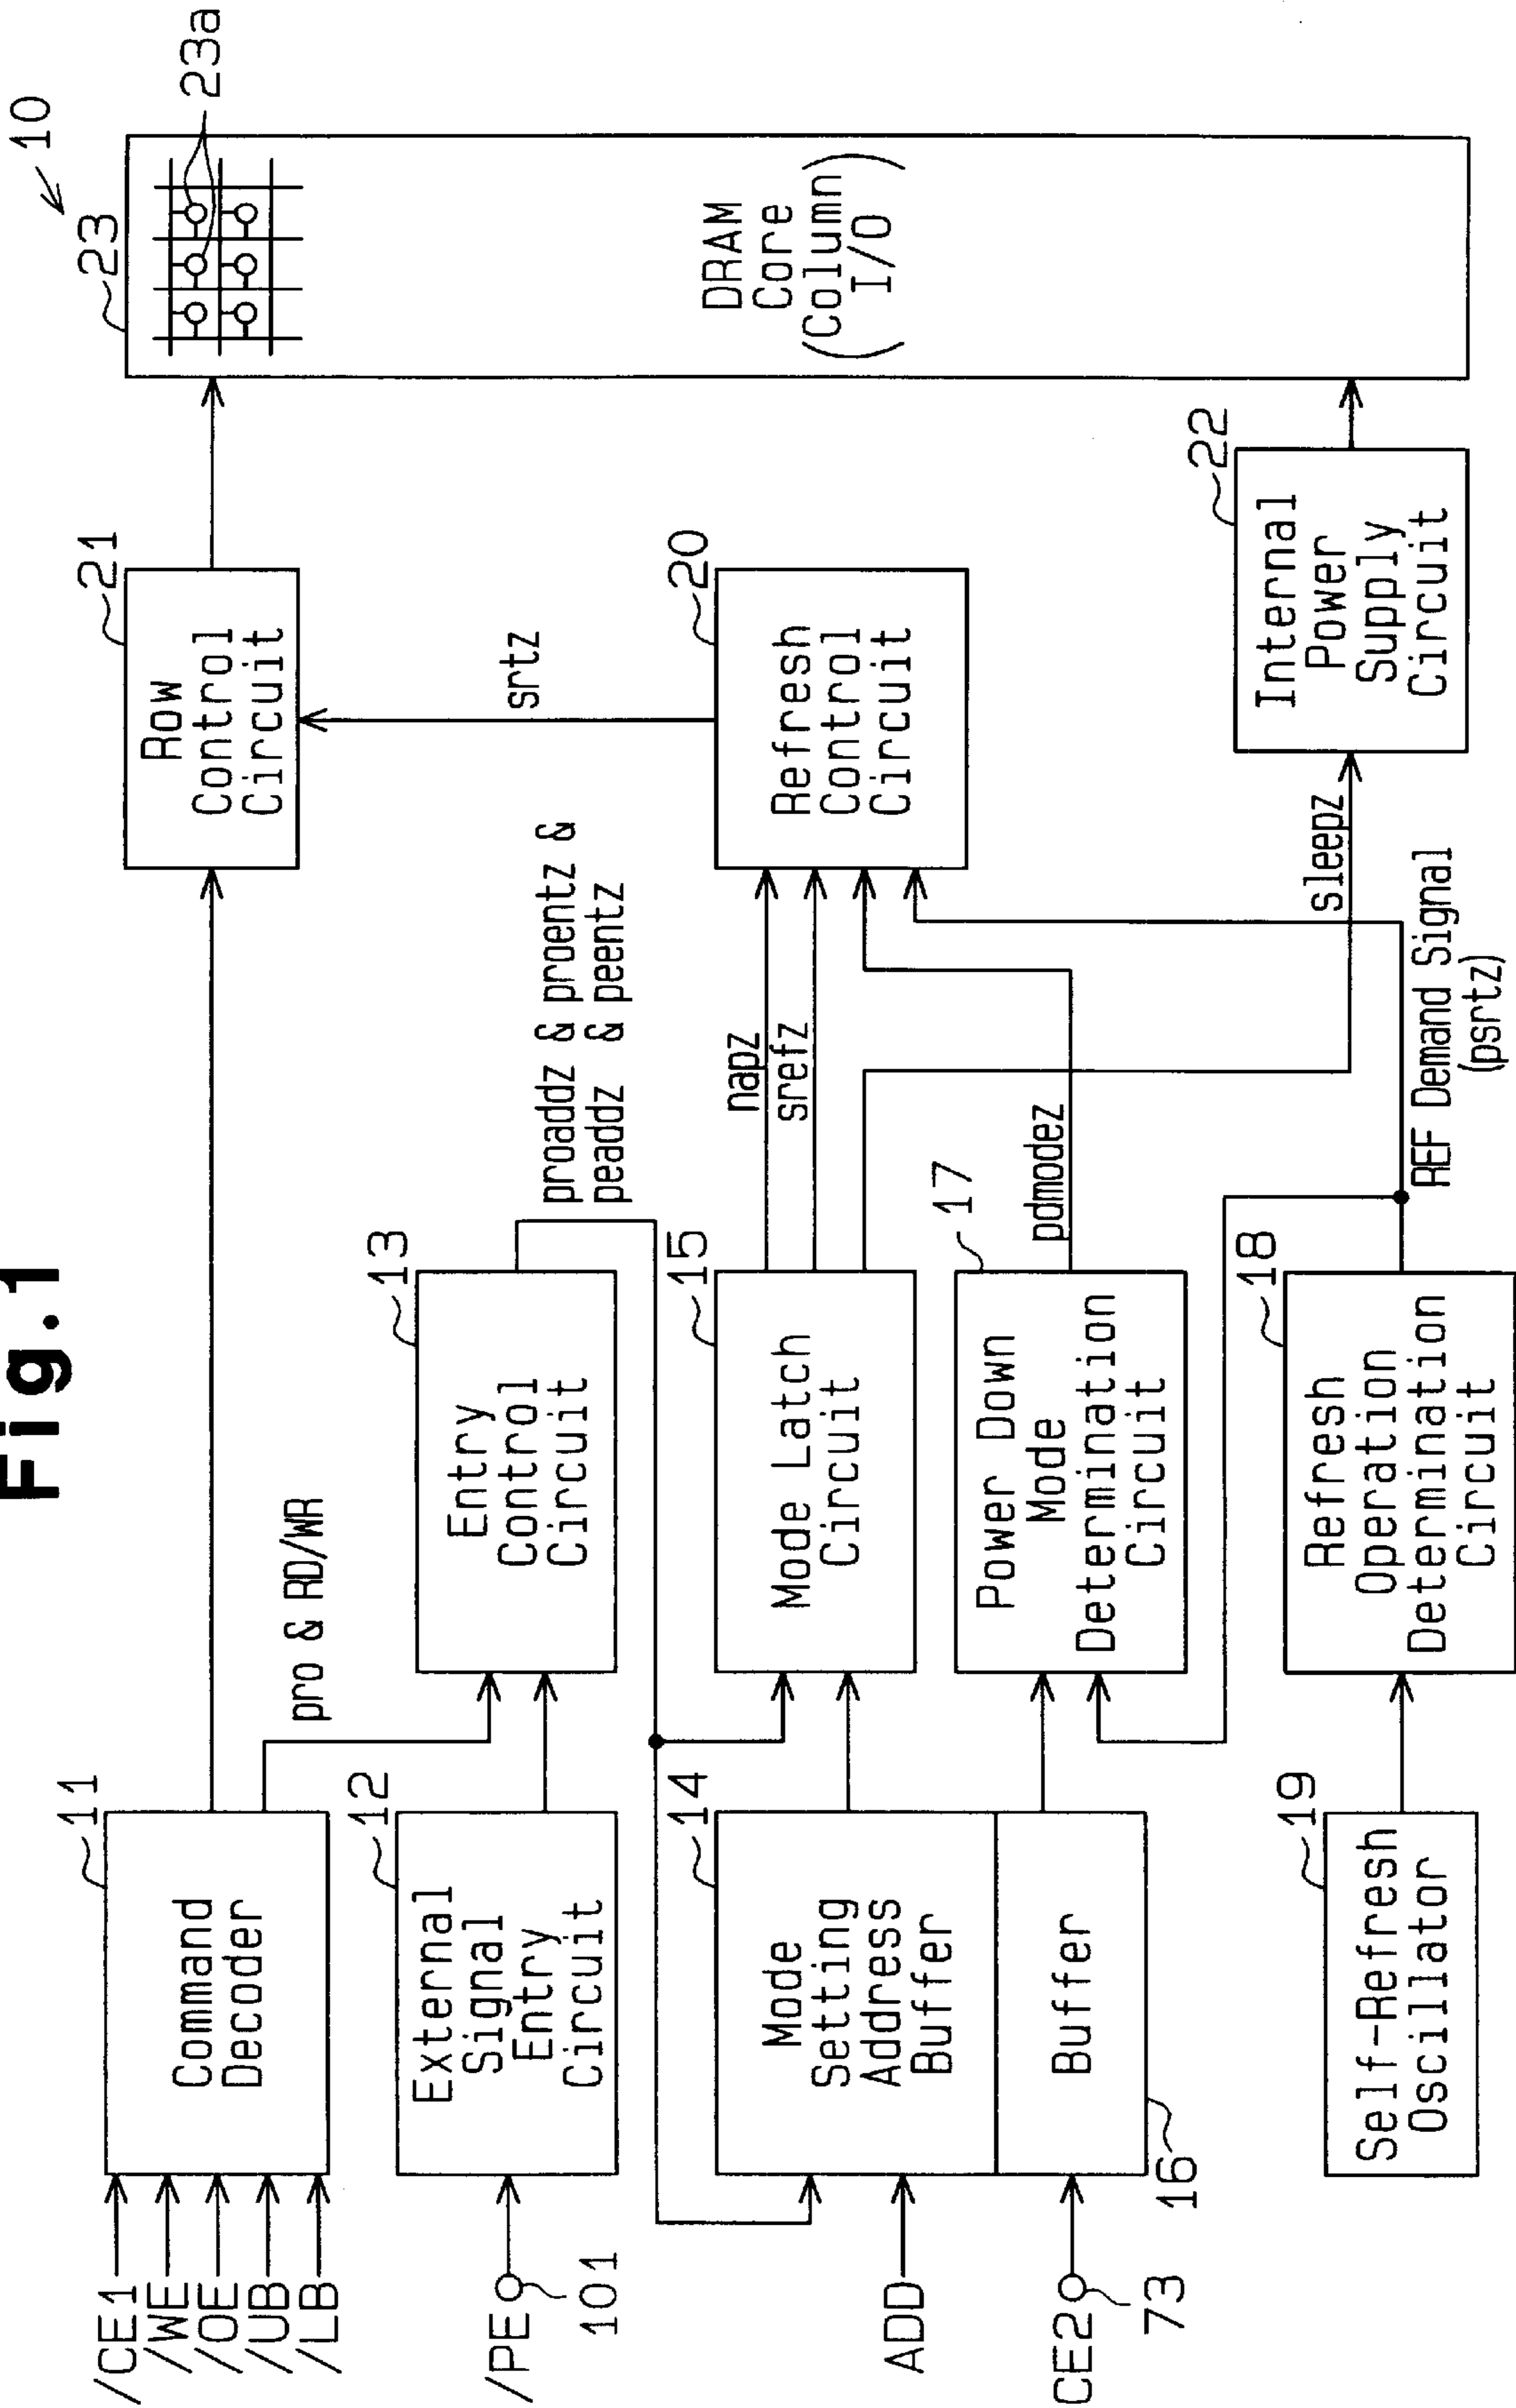 Fig.1
10
/CE1
/WE
/OE
/UB
/LB
11
Command
Decoder
pro & RD/WR
21
Row
Control
Circuit
23
23a
DRAM
Core
(Column)
I/O
/PE
101
12
External
Signal
Entry
Circuit
13
Entry
Control
Circuit
proaddz & proentz &
peaddz & peentz
srtz
ADD
14
Mode
Setting
Address
Buffer
15
Mode Latch
Circuit
napz
srefz
20
Refresh
Control
Circuit
CE2
73
16
Buffer
17
Power Down
Mode
Determination
Circuit
pdmodez
sleepz
22
Internal
Power
Supply
Circuit
19
Self-Refresh
Oscillator
18
Refresh
Operation
Determination
Circuit
REF Demand Signal
(psrtz)